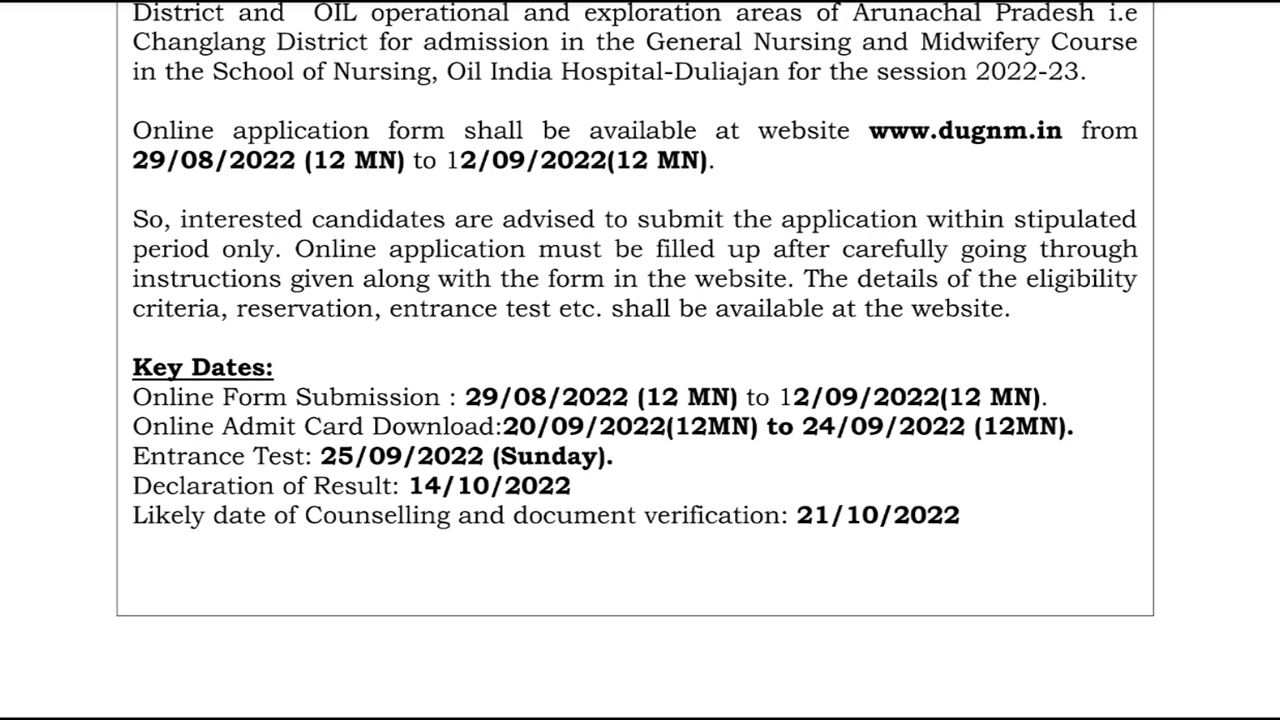 District and OIL operational and exploration areas of Arunachal Pradesh i.e
Changlang District for admission in the General Nursing and Midwifery Course
in the School of Nursing, Oil India Hospital-Duliajan for the session 2022-23.
Online application form shall be available at website www.dugnm.in from
29/08/2022 (12 MN) to 12/09/2022(12 MN).
So, interested candidates are advised to submit the application within stipulated
period only. Online application must be filled up after carefully going through
instructions given along with the form in the website. The details of the eligibility
criteria, reservation, entrance test etc. shall be available at the website.
Key Dates:
Online Form Submission : 29/08/2022 (12 MN) to 12/09/2022(12 MN).
Online Admit Card Download:20/09/2022(12MN) to 24/09/2022 (12MN).
Entrance Test: 25/09/2022 (Sunday).
Declaration of Result: 14/10/2022
Likely date of Counselling and document verification: 21/10/2022